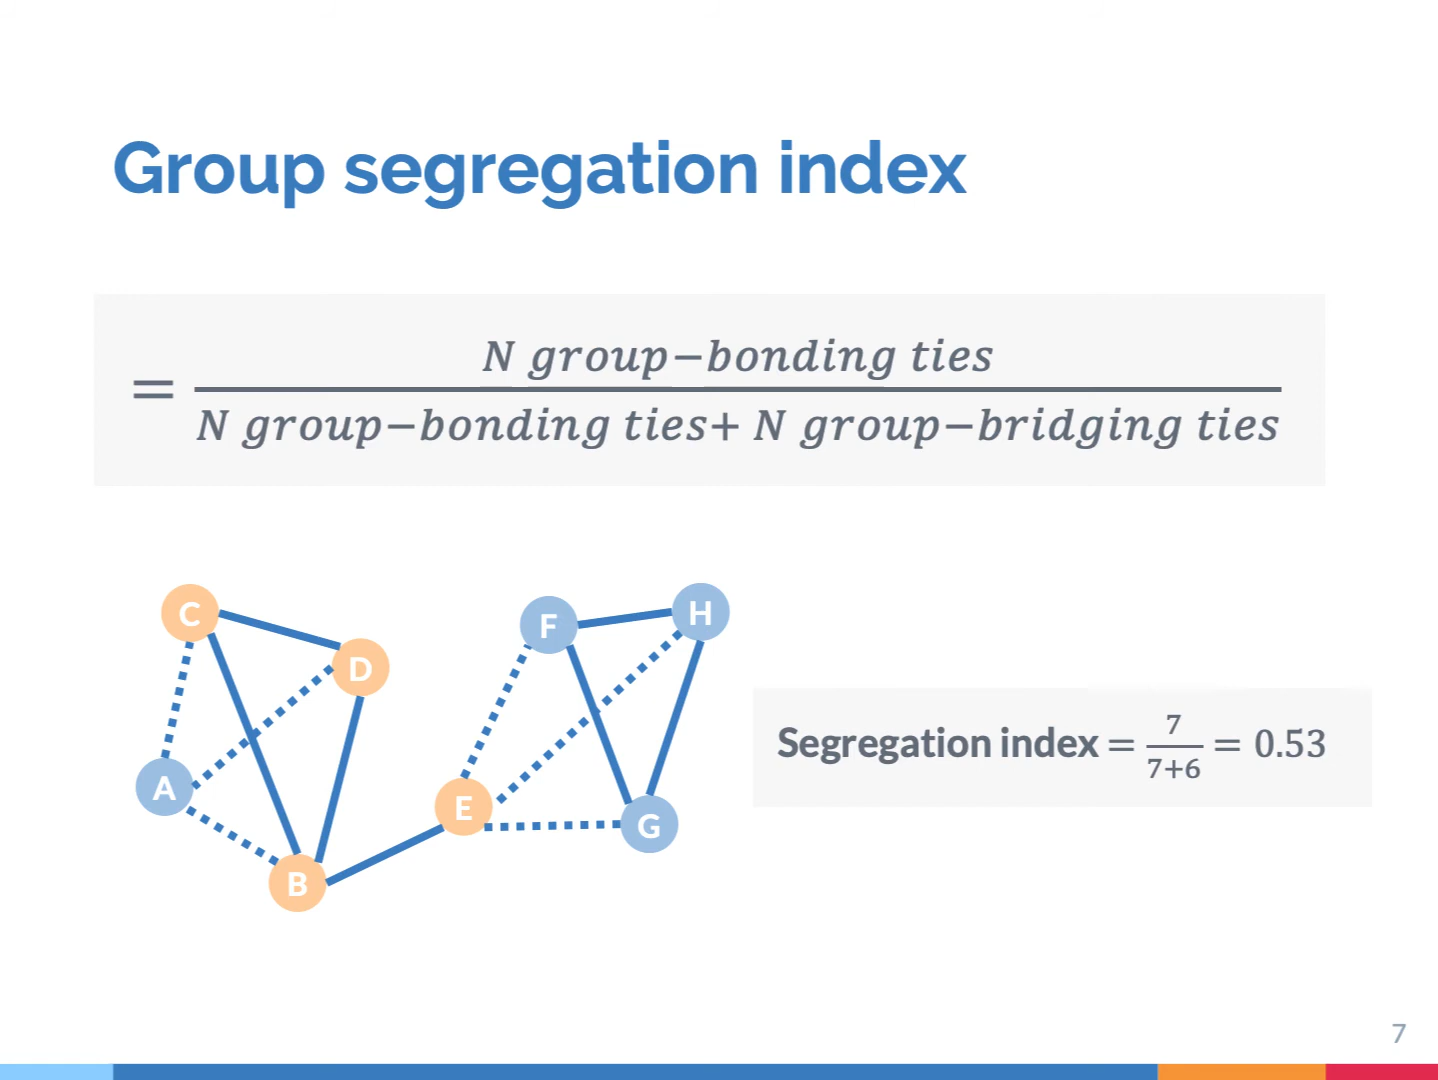 Group segregation index
= N group−bonding ties
N group−bonding ties+ N group−bridging ties
C
F
H
D
Segregation index = 7/7+6 = 0.53
A
E
G
B
7